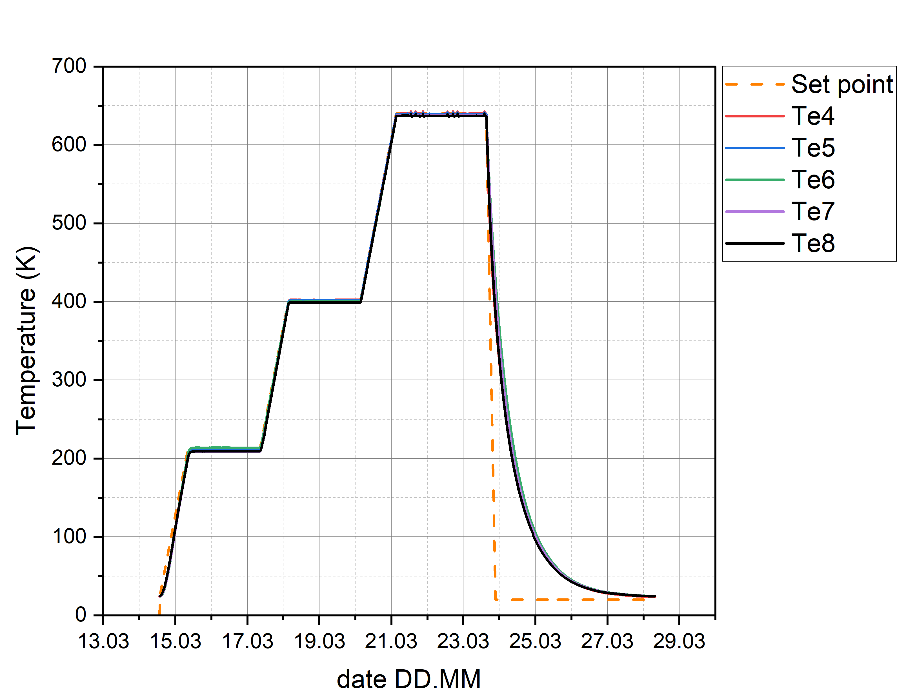 700
600
500
400
300
200
100
0
Temperature (K)
13.03 15.03 17.03 19.03 21.03 23.03 25.03 27.03 29.03
date DD.MM
Set point
Te4
Te5
Te6
Te7
Te8